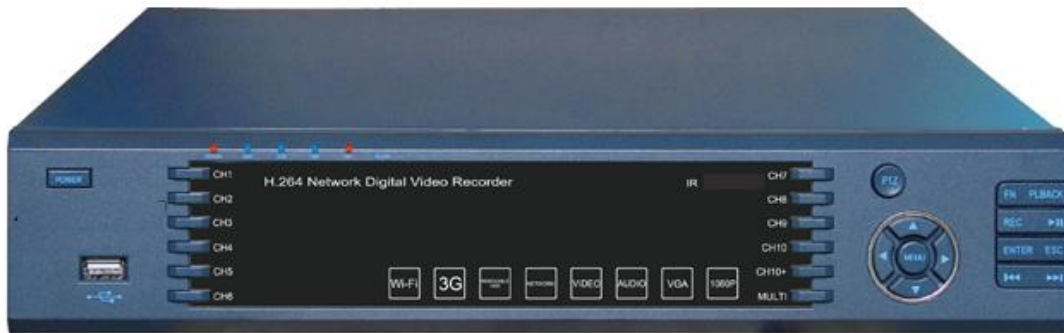 POWER
CH1
CH2
CH3
CH4
CH5
CH6
H.264 Network Digital Video Recorder
IR
Wi-Fi
3G
NETWORK
VIDEO
AUDIO
VGA
1080P
CH7
CH8
CH9
CH10
CH10+
MULTI
PTZ
MENU
FN PLBACK
REC
ENTER ESC